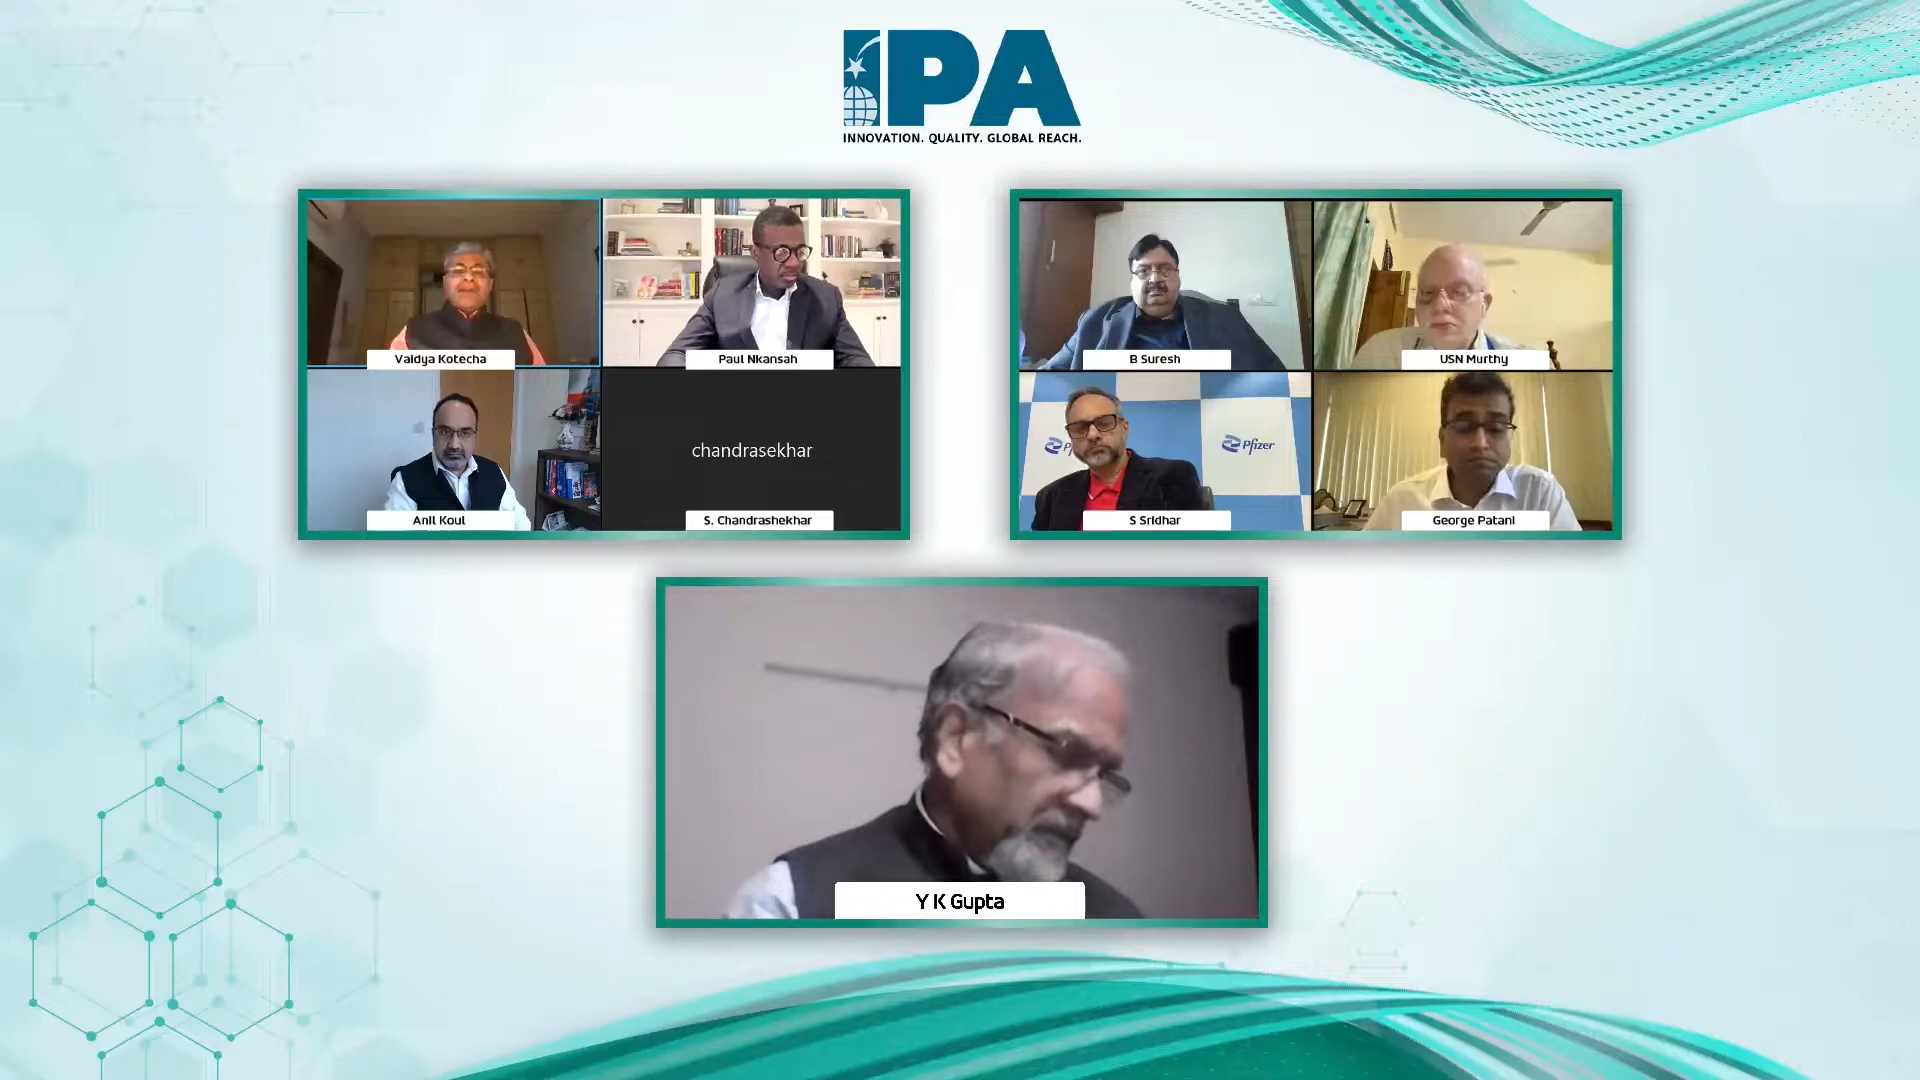 IPA
INNOVATION. QUALITY. GLOBAL REACH.
Vaidya Kotecha
Paul Nkansah
Anil Koul
chandrasekhar
S. Chandrashekhar
B Suresh
USN Murthy
Pfizer
S Sridhar
George Patani
Y K Gupta